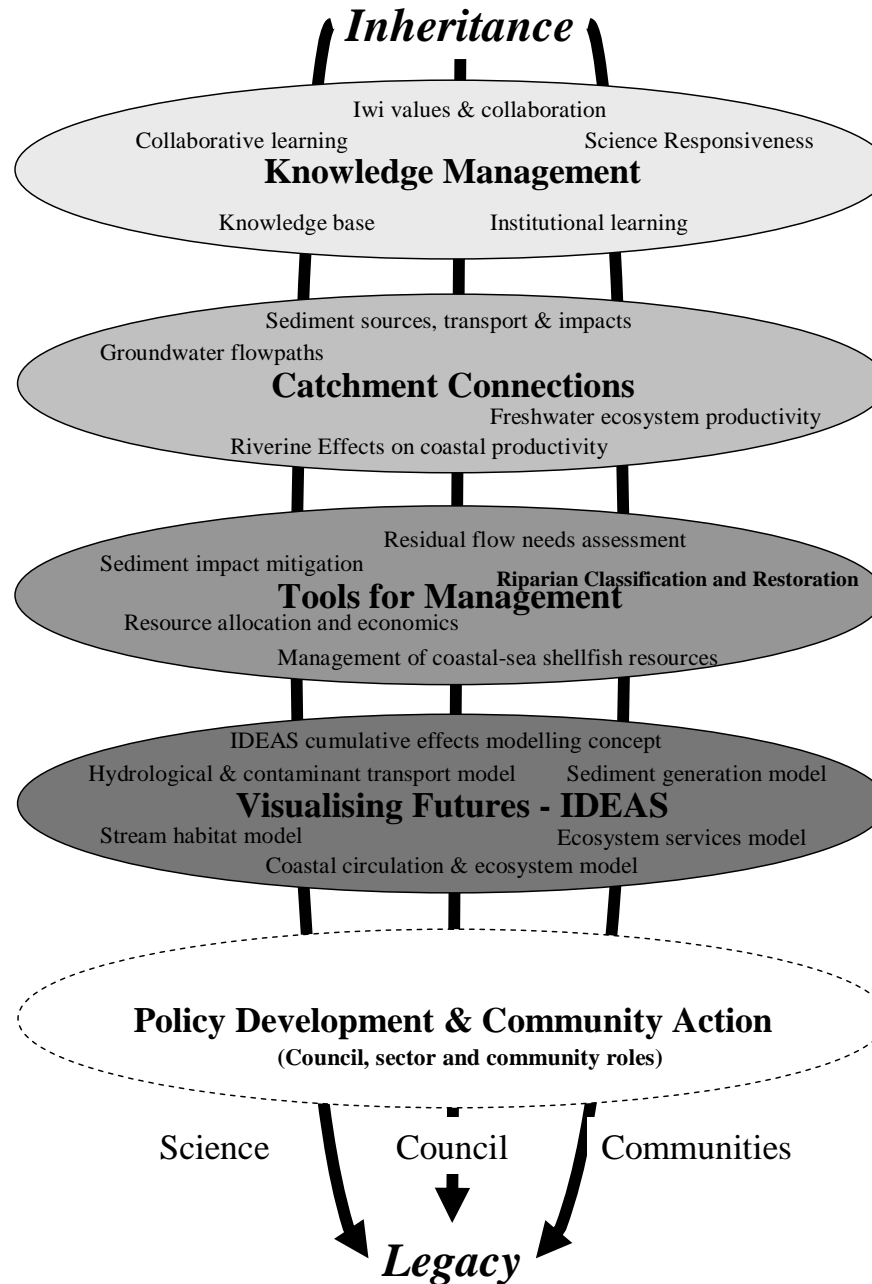 Inheritance
Iwi values & collaboration
Collaborative learning
Science Responsiveness
Knowledge Management
Knowledge base
Institutional learning
Sediment sources, transport & impacts
Groundwater flowpaths
Catchment Connections
Freshwater ecosystem productivity
Riverine Effects on coastal productivity
Residual flow needs assessment
Sediment impact mitigation
Riparian Classification and Restoration
Tools for Management
Resource allocation and economics
Management of coastal-sea shellfish resources
IDEAS cumulative effects modelling concept
Hydrological & contaminant transport model
Sediment generation model
Visualising Futures - IDEAS
Stream habitat model
Ecosystem services model
Coastal circulation & ecosystem model
Policy Development & Community Action
(Council, sector and community roles)
Science
Council
Communities
Legacy